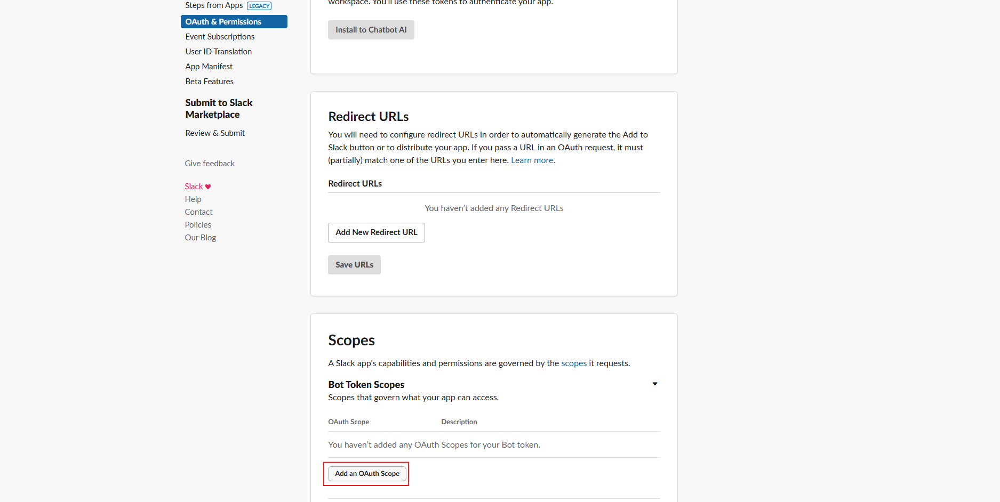 Steps from Apps LEGACY
OAuth & Permissions
Event Subscriptions
User ID Translation
App Manifest
Beta Features
Submit to Slack
Marketplace
Review & Submit
Give feedback
Slack ♥
Help
Contact
Policies
Our Blog
workspace. You'll use these tokens to authenticate your app.
Install to Chatbot AI
Redirect URLs
You will need to configure redirect URLs in order to automatically generate the Add to
Slack button or to distribute your app. If you pass a URL in an OAuth request, it must
(partially) match one of the URLs you enter here. Learn more.
Redirect URLs
You haven't added any Redirect URLs
Add New Redirect URL
Save URLs
Scopes
A Slack app's capabilities and permissions are governed by the scopes it requests.
Bot Token Scopes
Scopes that govern what your app can access.
OAuth Scope Description
You haven't added any OAuth Scopes for your Bot token.
Add an OAuth Scope